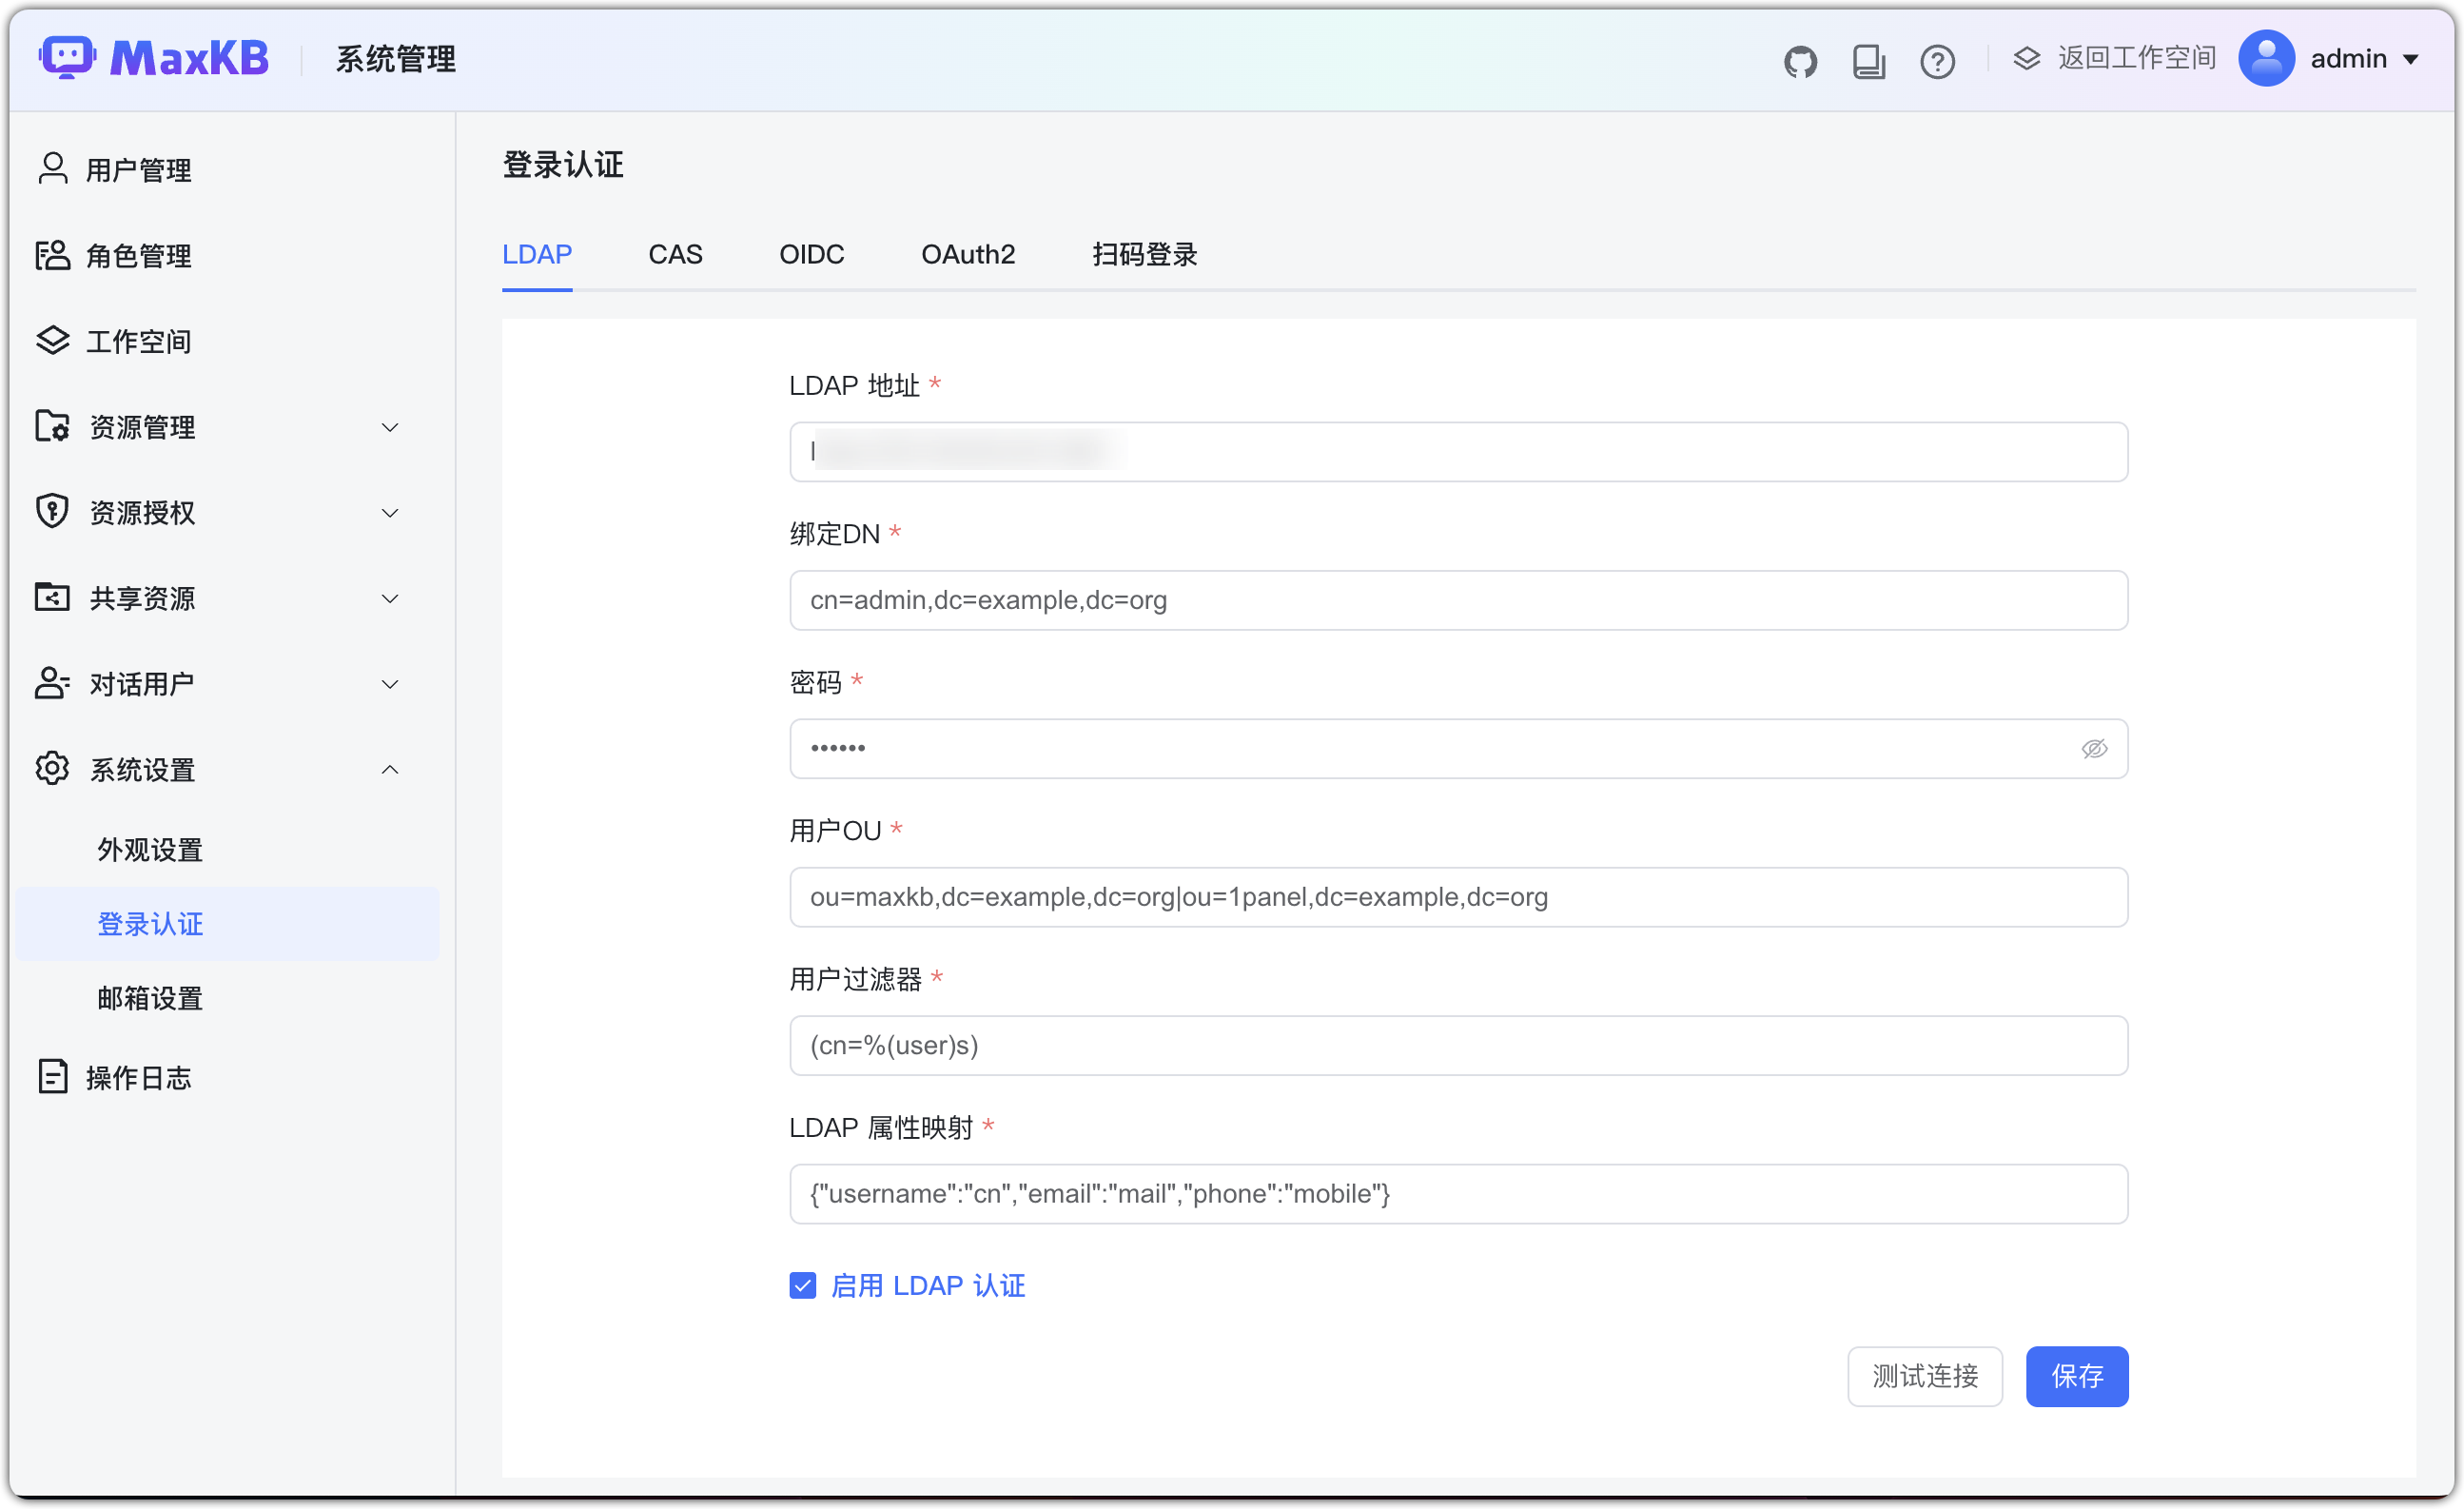 MaxKB
系统管理
返回工作空间
admin
用户管理
角色管理
工作空间
资源管理
资源授权
共享资源
对话用户
系统设置
外观设置
登录认证
邮箱设置
操作日志
登录认证
LDAP CAS OIDC OAuth2 扫码登录
LDAP 地址 *
绑定DN *
cn=admin,dc=example,dc=org
密码 *
••••••
用户OU *
ou=maxkb,dc=example,dc=org|ou=1panel,dc=example,dc=org
用户过滤器 *
(cn=%(user)s)
LDAP 属性映射 *
{"username":"cn","email":"mail","phone":"mobile"}
启用 LDAP 认证
测试连接
保存